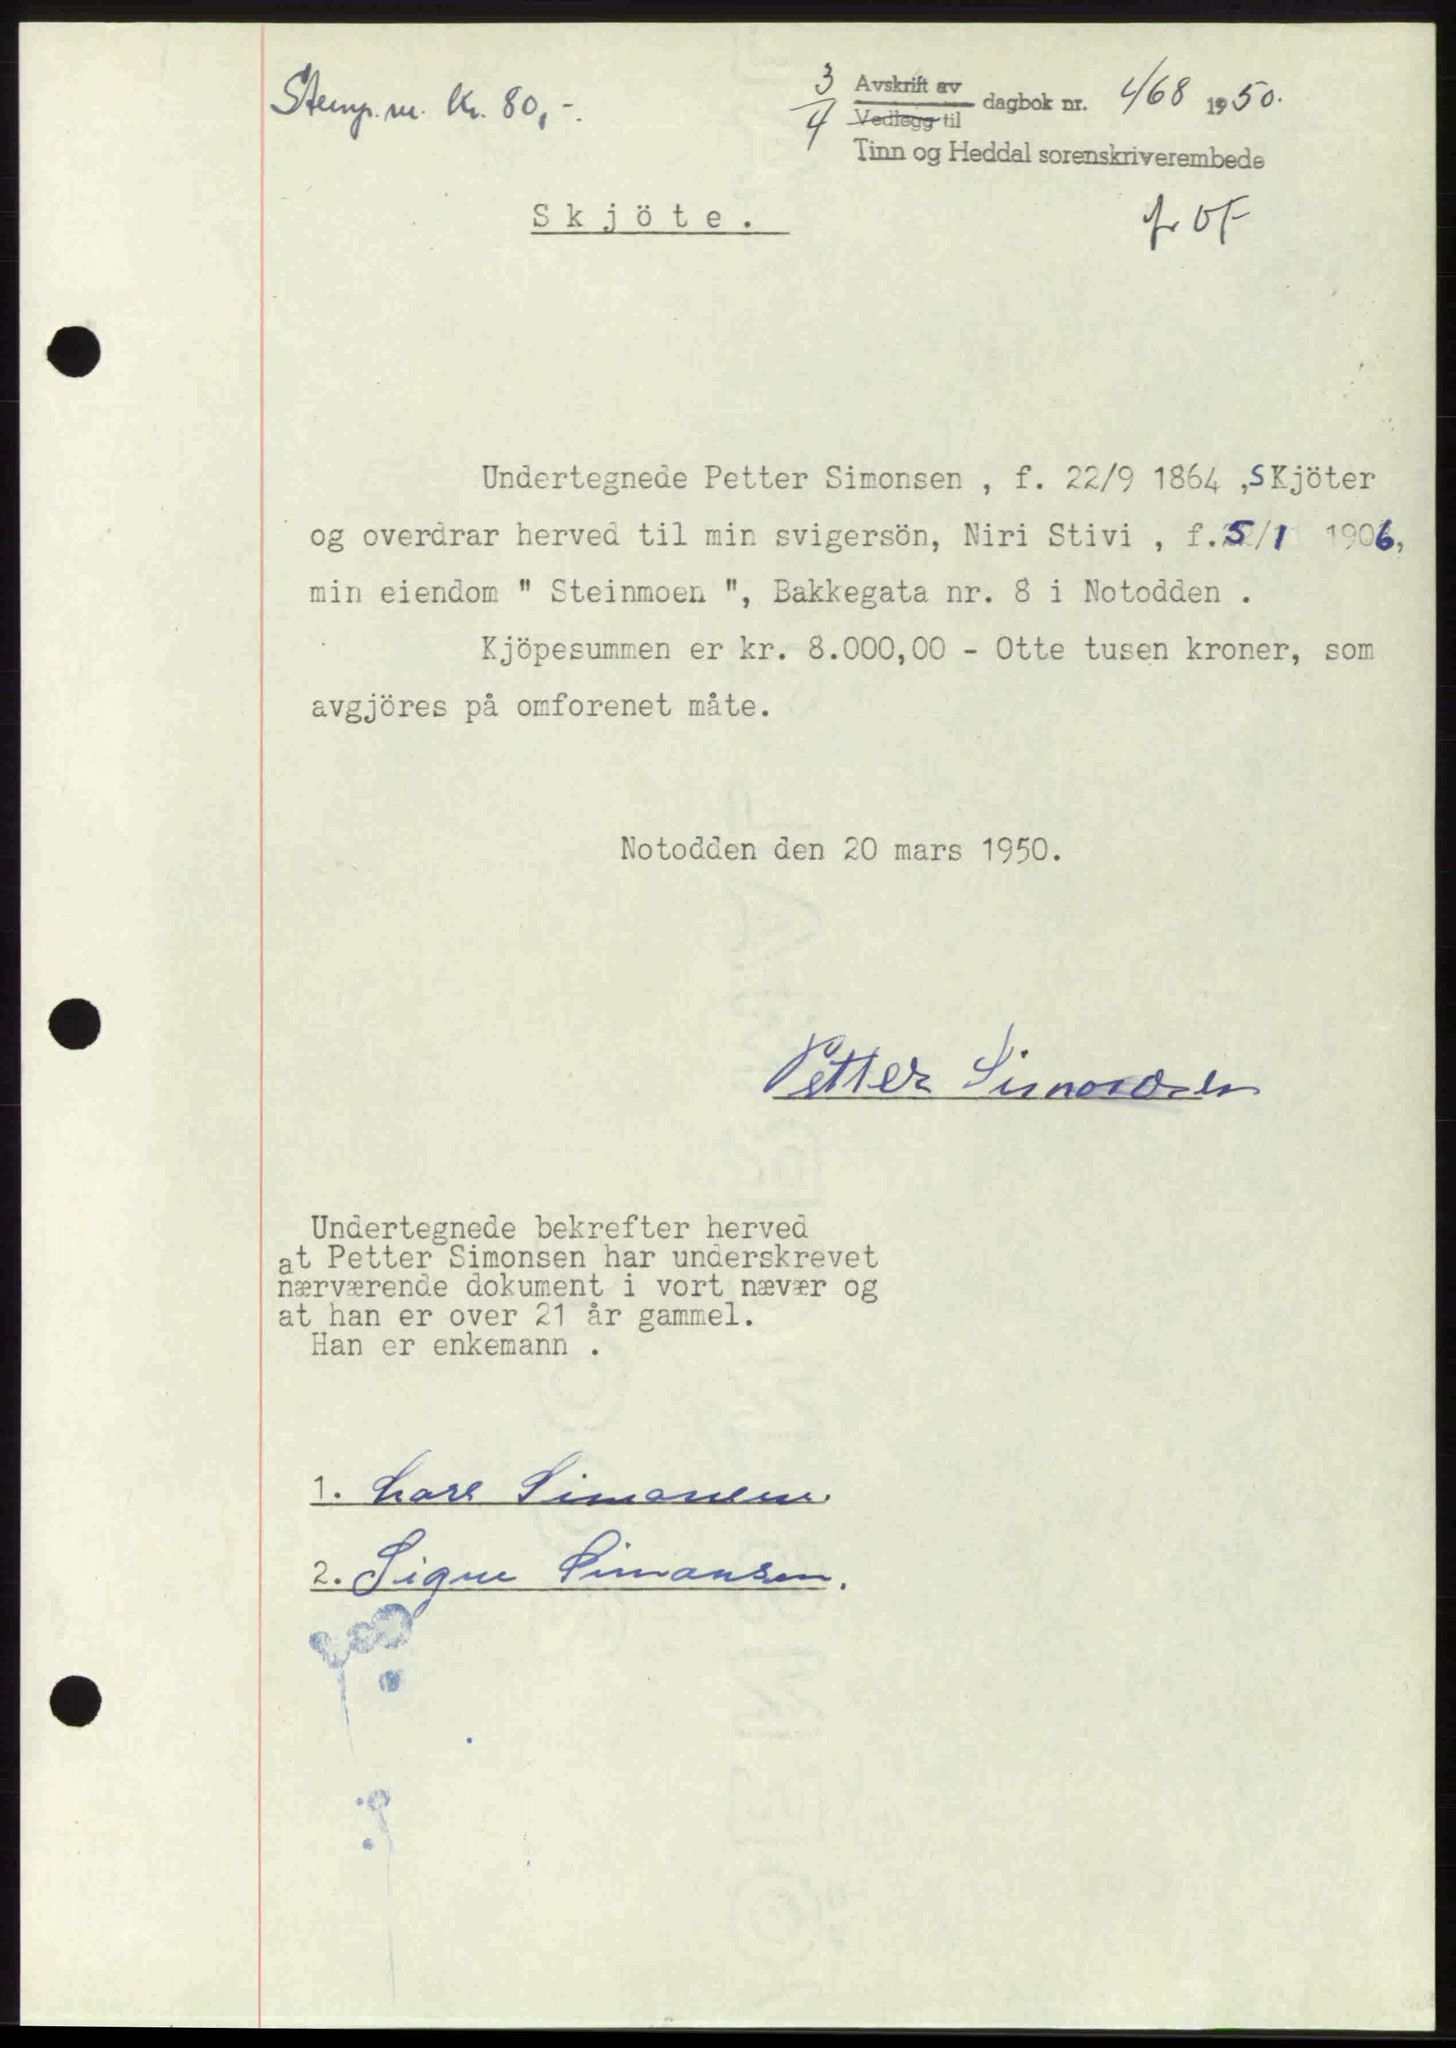 Stemp. m. kr. 80,-.
3/4 Avskrift av
Vedlegg til
dagbok nr. 468 1950.
Tinn og Heddal sorenskriverembede
Skjöte.
Undertegnede Petter Simonsen , f. 22/9 1864 ,SKjöter
og overdrar herved til min svigersön, Niri Stivi , f.5/1 1906,
min eiendom " Steinmoen ", Bakkegata nr. 8 i Notodden .
Kjöpesummen er kr. 8.000,00 - Otte tusen kroner, som
avgjöres på omforenet måte.
Notodden den 20 mars 1950.
Petter Simonsen
Undertegnede bekrefter herved
at Petter Simonsen har underskrevet
nærværende dokument i vort nævær og
at han er over 21 år gammel.
Han er enkemann .
1. Simonsen.
2. Signe Simonsen.